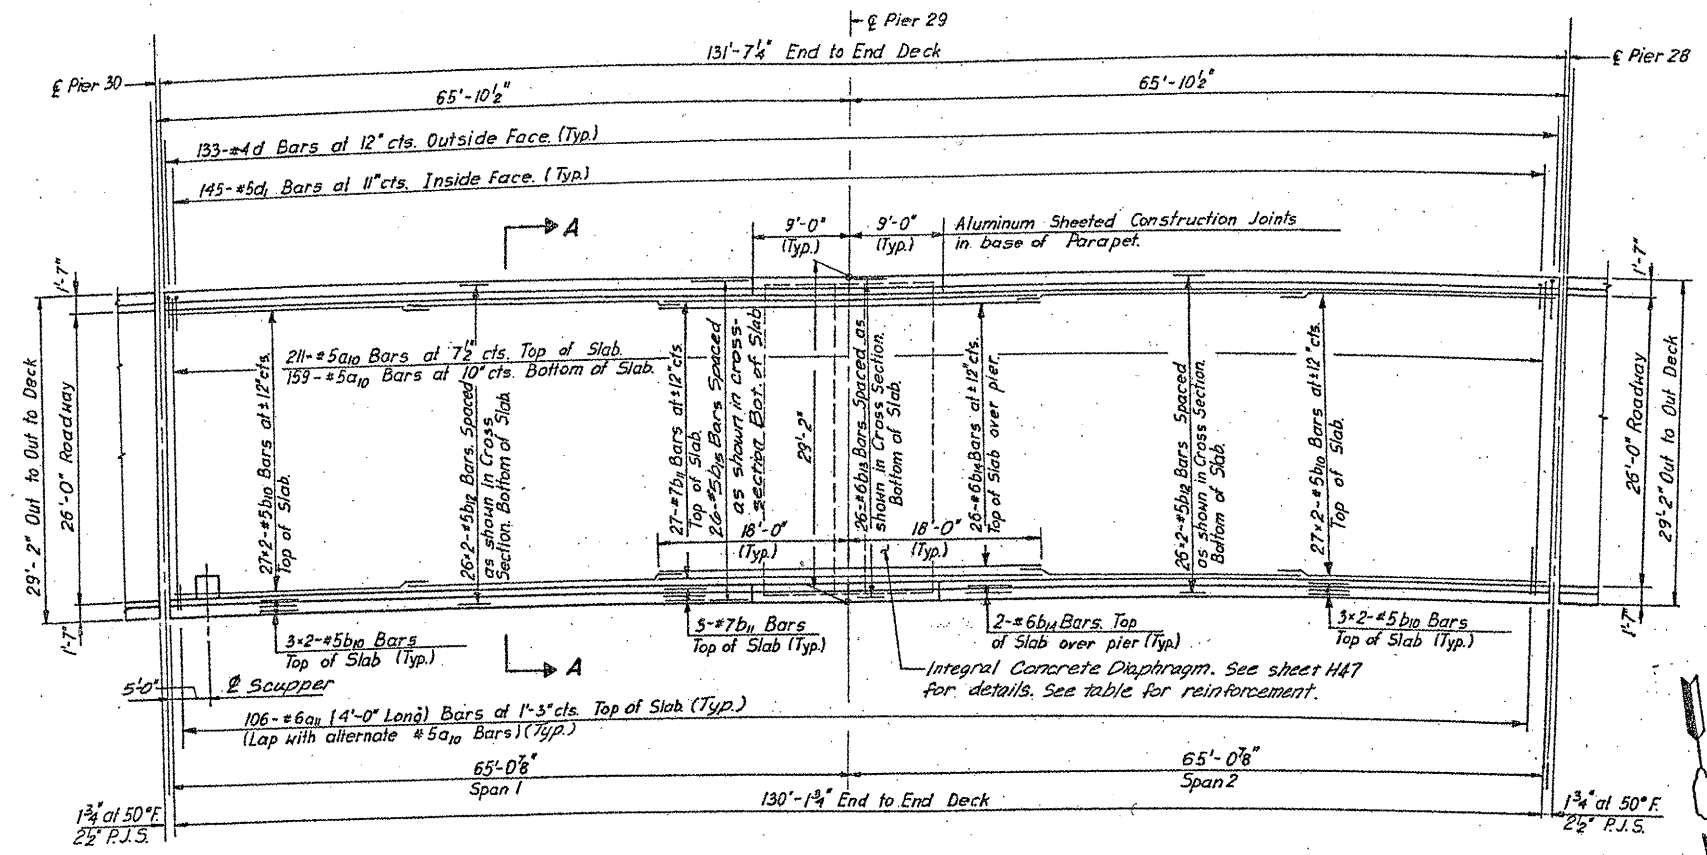 ℄ Pier 29
131'-7¼" End to End Deck
℄ Pier 30
℄ Pier 28
65'-10½"
65'-10½"
133-#4d Bars at 12" cts. Outside Face. (Typ.)
145-#5d₁ Bars at 11" cts. Inside Face. (Typ.)
A
9'-0"
(Typ.)
9'-0"
(Typ.)
Aluminum Sheeted Construction Joints
in base of Parapet.
1'-7"
1'-7"
29'-2" Out to Out to Deck
26'-0" Roadway
211-#5a₁₀ Bars at 7½" cts. Top of Slab.
159-#5a₁₀ Bars at 10" cts. Bottom of Slab.
27×2-#5b₁₀ Bars at ±12" cts.
Top of Slab.
26×2-#5b₁₂ Bars. Spaced
as shown in Cross
Section. Bottom of Slab
27-#7b₁₁ Bars at ±12" cts.
Top of Slab.
26-#5b₁₅ Bars Spaced
as shown in cross-
section Bot. of Slab
29'-2"
26-#6b₁₃ Bars. Spaced as
shown in Cross Section.
Bottom of Slab.
26-#6b₁₄ Bars at ±12" cts.
Top of Slab over pier.
26×2-#5b₁₂ Bars Spaced
as shown in Cross Section.
Bottom of Slab.
27×2-#5b₁₀ Bars at ±12" cts.
Top of Slab.
26'-0" Roadway
29'-2" Out to Out Deck
18'-0"
(Typ.)
18'-0"
(Typ.)
1'-7"
1'-7"
3×2-#5b₁₀ Bars
Top of Slab (Typ.)
3-#7b₁₁ Bars
Top of Slab (Typ.)
2-#6b₁₄ Bars. Top
of Slab over pier (Typ.)
3×2-#5b₁₀ Bars
Top of Slab (Typ.)
A
Integral Concrete Diaphragm. See sheet H47
for details. See table for reinforcement.
5'-0"
℄ Scupper
106-#6a₁₁ (4'-0" Long) Bars at 1'-3" cts. Top of Slab. (Typ.)
(Lap with alternate #5a₁₀ Bars) (Typ.)
65'-0⅞"
Span 1
65'-0⅞"
Span 2
130'-1¾" End to End Deck
1¾" at 50°F.
2½" P.J.S.
1¾" at 50°F.
2½" P.J.S.